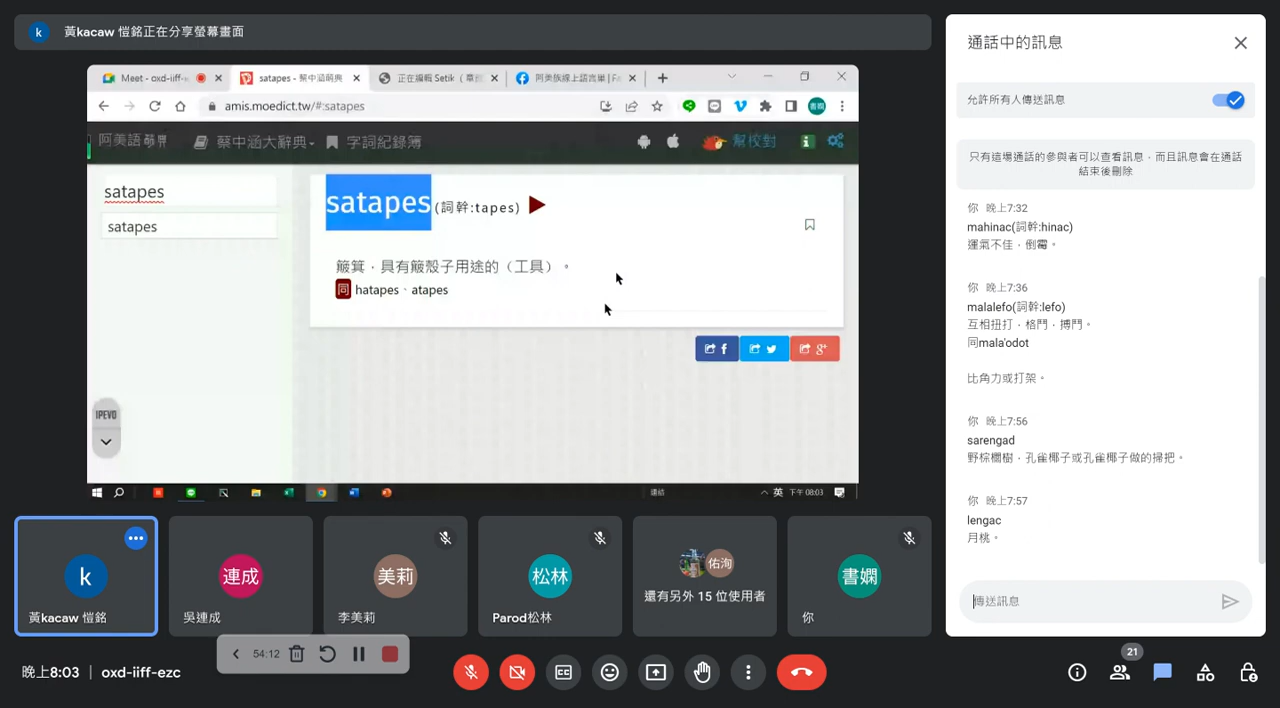 k 黃kacaw 愷銘正在分享螢幕畫面
Meet - oxd-iiff-e
satapes - 蔡中涵萌典
正在編輯 Setik ( 章
阿美族線上語言巢 | Fa
amis.moedict.tw/#:satapes
阿美語 萌典
蔡中涵大辭典
字詞紀錄簿
幫校對
satapes
satapes
satapes (詞幹:tapes)
簸箕，具有簸殼子用途的（工具）。
同 hatapes、atapes
IPEVO
連結
英 下午 08:03
k
黃kacaw 愷銘
連成
吳連成
美莉
李美莉
松林
Parod松林
佑洵
還有另外 15 位使用者
書嫻
你
54:12
晚上8:03 | oxd-iiff-ezc
21
通話中的訊息
允許所有人傳送訊息
只有這場通話的參與者可以查看訊息，而且訊息會在通話
結束後刪除
你 晚上7:32
mahinac(詞幹:hinac)
運氣不佳，倒霉。
你 晚上7:36
malalefo(詞幹:lefo)
互相扭打，格鬥，搏鬥。
同mala'odot
比角力或打架。
你 晚上7:56
sarengad
野棕櫚樹，孔雀椰子或孔雀椰子做的掃把。
你 晚上7:57
lengac
月桃。
傳送訊息